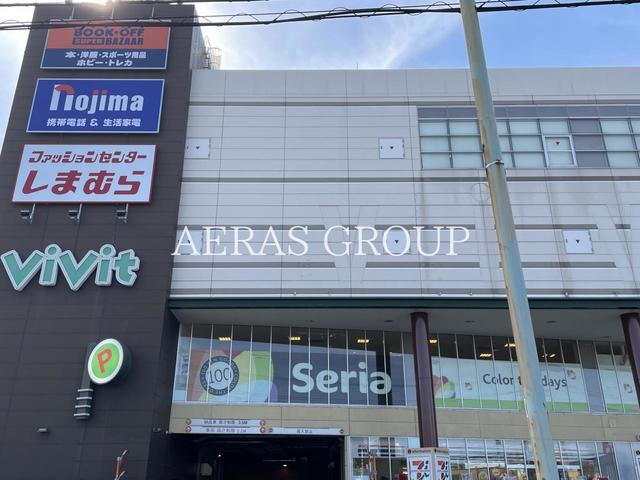 BOOK-OFF
SUPER BAZAAR
本・洋服・スポーツ用品
ホビー・トレカ
nojima
携帯電話 & 生活家電
ファッションセンター
しまむら
AERAS GROUP
vivit
P
100
Seria
Color the days